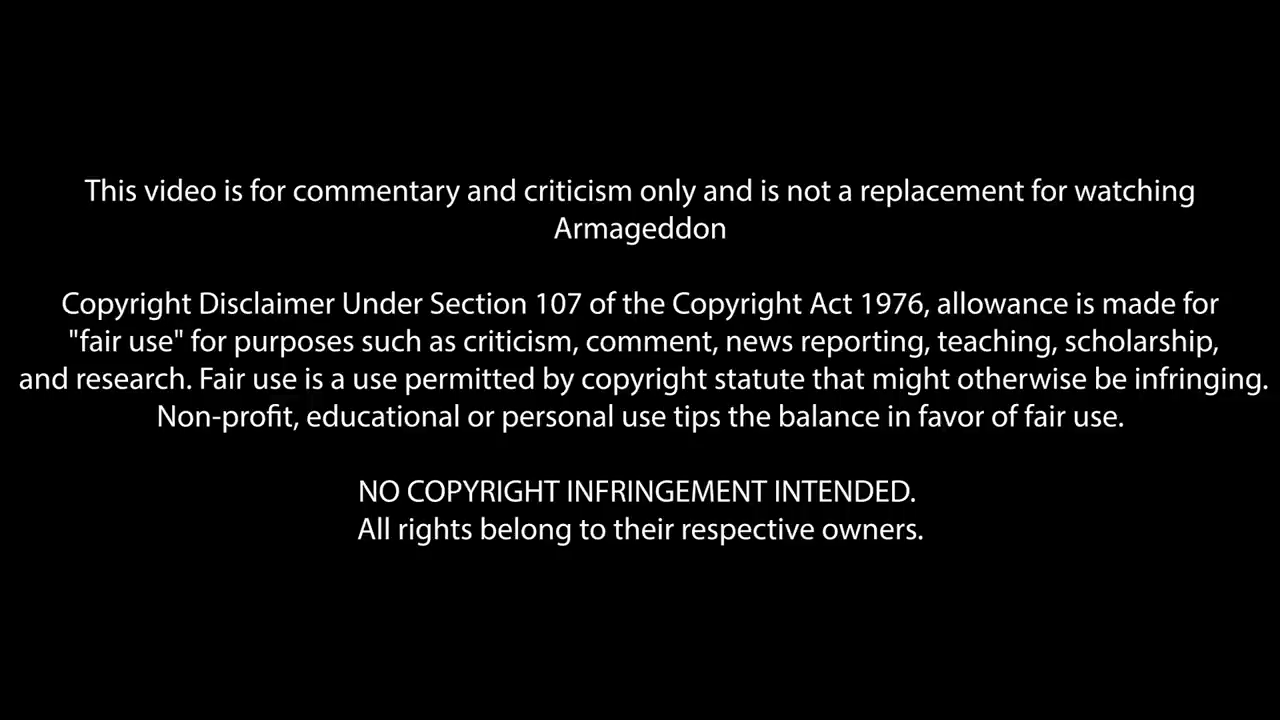 This video is for commentary and criticism only and is not a replacement for watching
Armageddon
Copyright Disclaimer Under Section 107 of the Copyright Act 1976, allowance is made for
"fair use" for purposes such as criticism, comment, news reporting, teaching, scholarship,
and research. Fair use is a use permitted by copyright statute that might otherwise be infringing.
Non-profit, educational or personal use tips the balance in favor of fair use.
NO COPYRIGHT INFRINGEMENT INTENDED.
All rights belong to their respective owners.